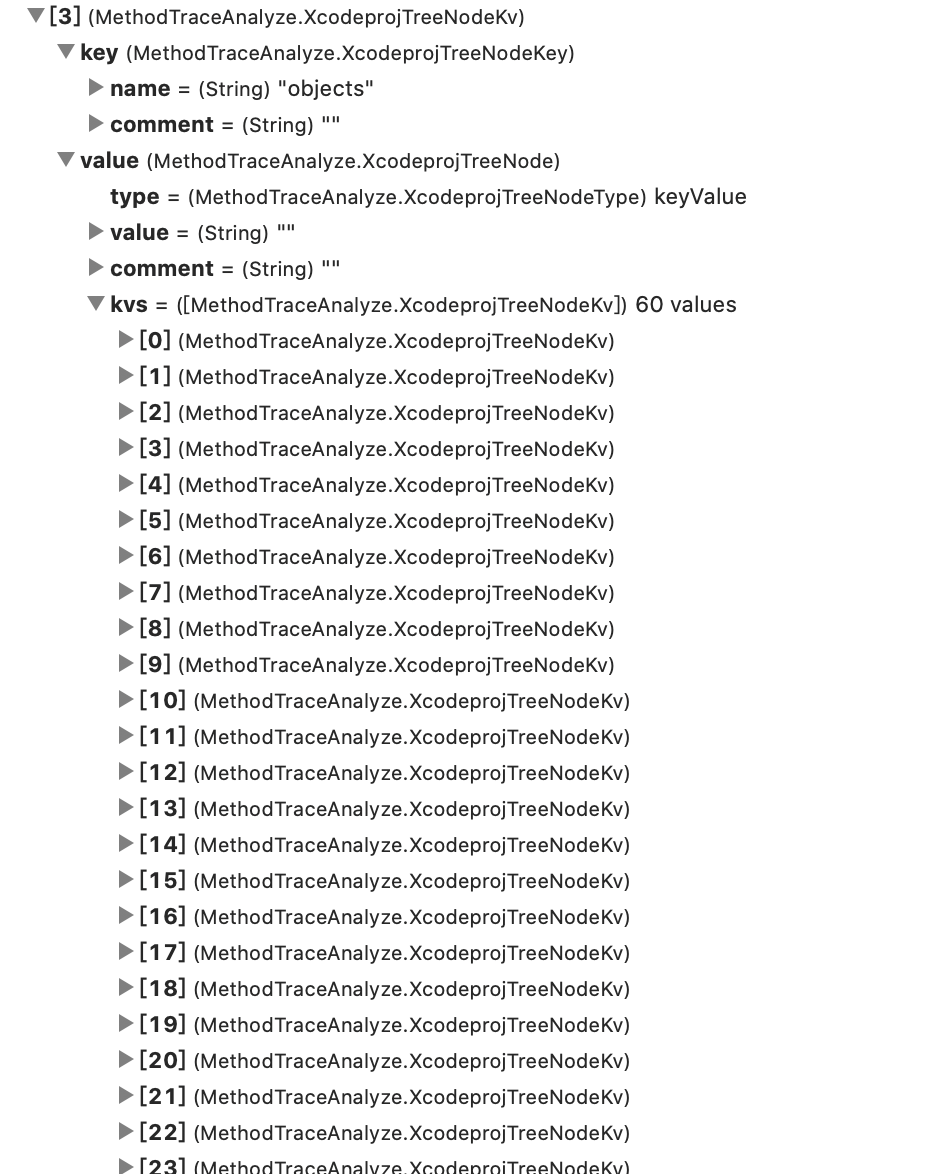 [3] (MethodTraceAnalyze.XcodeprojTreeNodeKv)
key (MethodTraceAnalyze.XcodeprojTreeNodeKey)
name = (String) "objects"
comment = (String) ""
value (MethodTraceAnalyze.XcodeprojTreeNode)
type = (MethodTraceAnalyze.XcodeprojTreeNodeType) keyValue
value = (String) ""
comment = (String) ""
kvs = ([MethodTraceAnalyze.XcodeprojTreeNodeKv]) 60 values
[0] (MethodTraceAnalyze.XcodeprojTreeNodeKv)
[1] (MethodTraceAnalyze.XcodeprojTreeNodeKv)
[2] (MethodTraceAnalyze.XcodeprojTreeNodeKv)
[3] (MethodTraceAnalyze.XcodeprojTreeNodeKv)
[4] (MethodTraceAnalyze.XcodeprojTreeNodeKv)
[5] (MethodTraceAnalyze.XcodeprojTreeNodeKv)
[6] (MethodTraceAnalyze.XcodeprojTreeNodeKv)
[7] (MethodTraceAnalyze.XcodeprojTreeNodeKv)
[8] (MethodTraceAnalyze.XcodeprojTreeNodeKv)
[9] (MethodTraceAnalyze.XcodeprojTreeNodeKv)
[10] (MethodTraceAnalyze.XcodeprojTreeNodeKv)
[11] (MethodTraceAnalyze.XcodeprojTreeNodeKv)
[12] (MethodTraceAnalyze.XcodeprojTreeNodeKv)
[13] (MethodTraceAnalyze.XcodeprojTreeNodeKv)
[14] (MethodTraceAnalyze.XcodeprojTreeNodeKv)
[15] (MethodTraceAnalyze.XcodeprojTreeNodeKv)
[16] (MethodTraceAnalyze.XcodeprojTreeNodeKv)
[17] (MethodTraceAnalyze.XcodeprojTreeNodeKv)
[18] (MethodTraceAnalyze.XcodeprojTreeNodeKv)
[19] (MethodTraceAnalyze.XcodeprojTreeNodeKv)
[20] (MethodTraceAnalyze.XcodeprojTreeNodeKv)
[21] (MethodTraceAnalyze.XcodeprojTreeNodeKv)
[22] (MethodTraceAnalyze.XcodeprojTreeNodeKv)
[23] (MethodTraceAnalyze.XcodeprojTreeNodeKv)